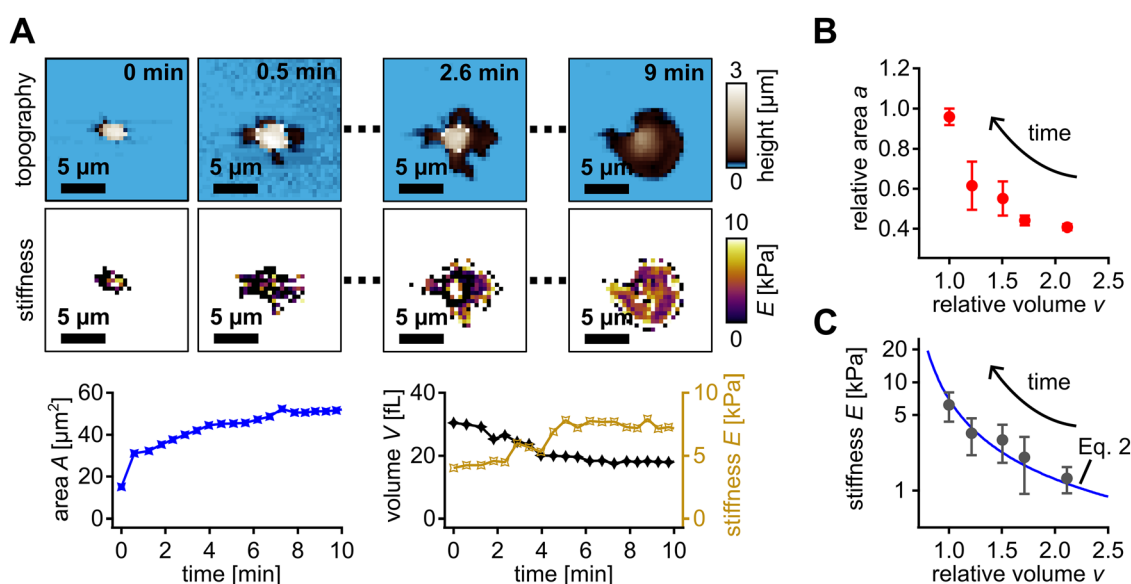 A
topography
0 min
5 µm
0.5 min
5 µm
2.6 min
5 µm
9 min
5 µm
3
0
height [µm]
stiffness
5 µm
5 µm
5 µm
5 µm
10
0
E [kPa]
60
40
20
0
area A [µm²]
0 2 4 6 8 10
time [min]
40
20
0
volume V [fL]
10
5
0
stiffness E [kPa]
0 2 4 6 8 10
time [min]
B
1.2
1.0
0.8
0.6
0.4
relative area a
time
1.0 1.5 2.0 2.5
relative volume v
C
20
10
5
1
stiffness E [kPa]
time
Eq. 2
1.0 1.5 2.0 2.5
relative volume v